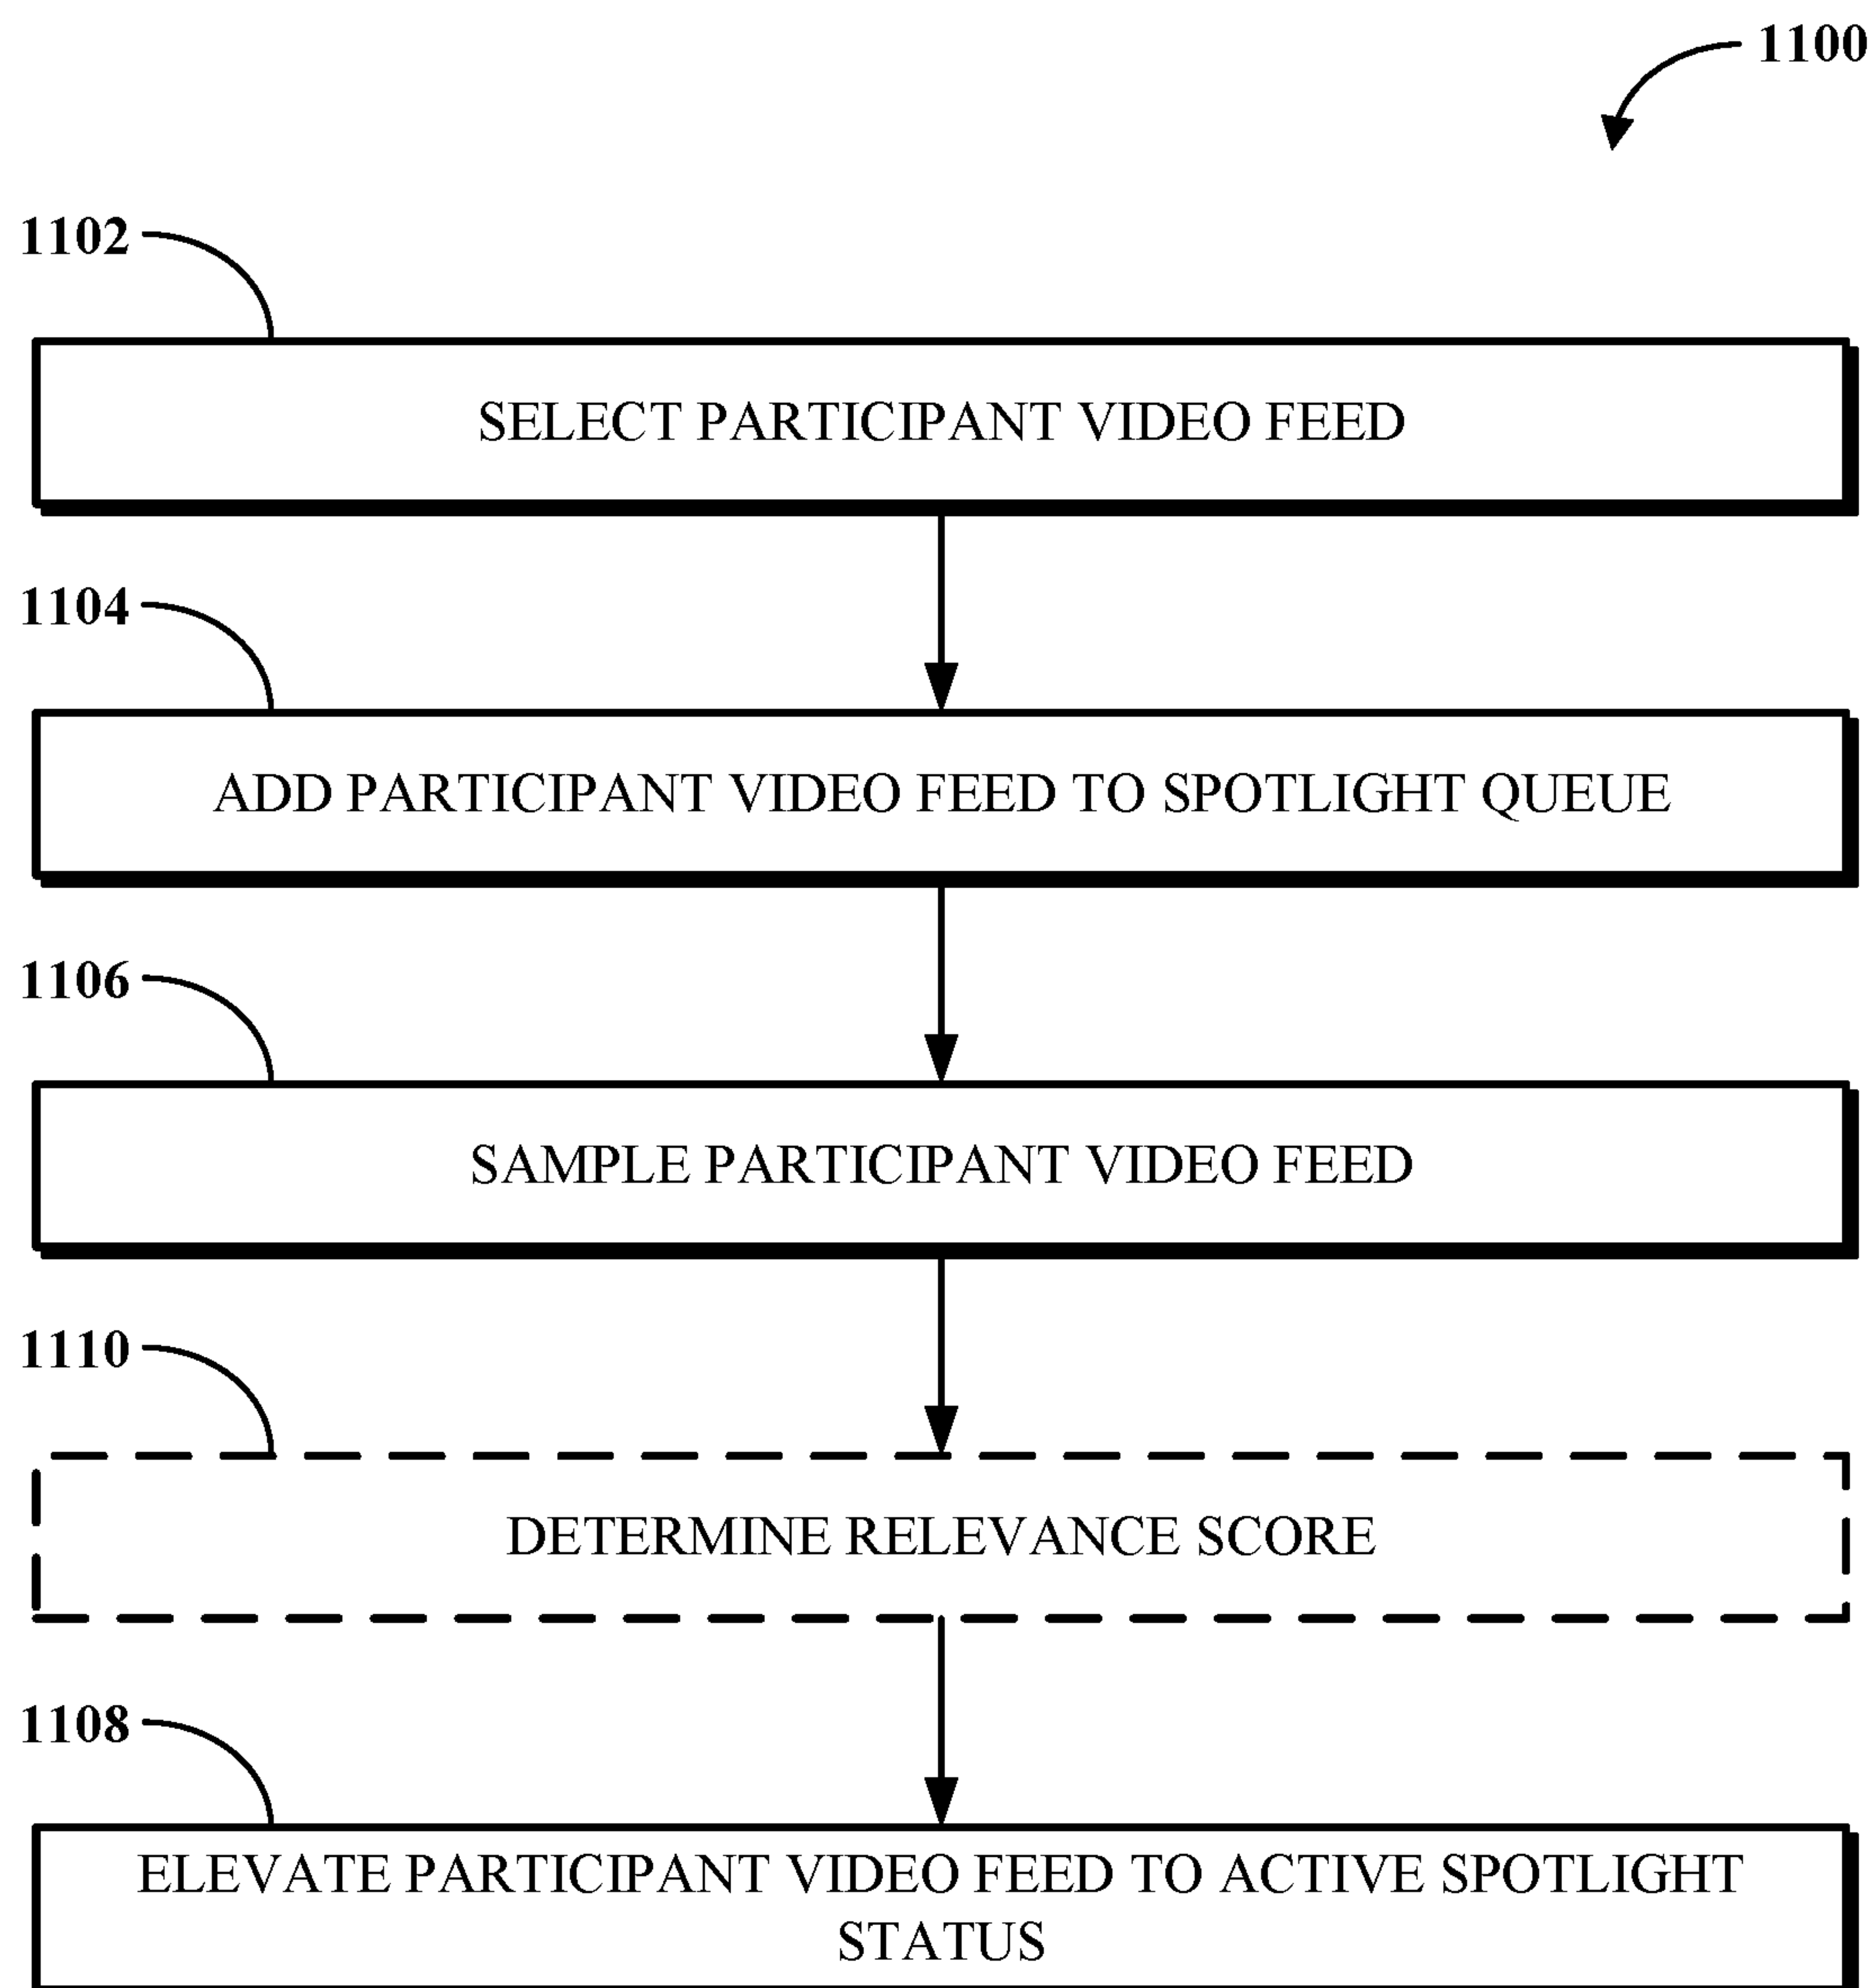 1100
1102
SELECT PARTICIPANT VIDEO FEED
1104
ADD PARTICIPANT VIDEO FEED TO SPOTLIGHT QUEUE
1106
SAMPLE PARTICIPANT VIDEO FEED
1110
DETERMINE RELEVANCE SCORE
1108
ELEVATE PARTICIPANT VIDEO FEED TO ACTIVE SPOTLIGHT
STATUS